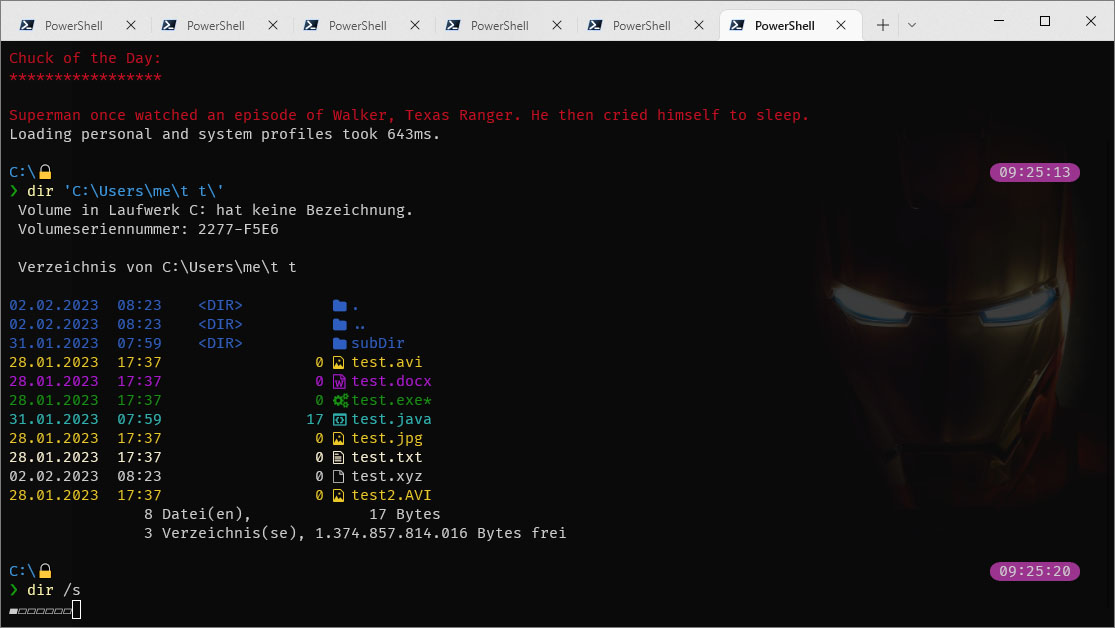 PowerShell PowerShell PowerShell PowerShell PowerShell PowerShell
Chuck of the Day:
*****************
Superman once watched an episode of Walker, Texas Ranger. He then cried himself to sleep.
Loading personal and system profiles took 643ms.
C:\ 09:25:13
❯ dir 'C:\Users\me\t t\'
Volume in Laufwerk C: hat keine Bezeichnung.
Volumeseriennummer: 2277-F5E6
Verzeichnis von C:\Users\me\t t
02.02.2023 08:23 <DIR> .
02.02.2023 08:23 <DIR> ..
31.01.2023 07:59 <DIR> subDir
28.01.2023 17:37 0 test.avi
28.01.2023 17:37 0 test.docx
28.01.2023 17:37 0 test.exe*
31.01.2023 07:59 17 test.java
28.01.2023 17:37 0 test.jpg
28.01.2023 17:37 0 test.txt
02.02.2023 08:23 0 test.xyz
28.01.2023 17:37 0 test2.AVI
8 Datei(en), 17 Bytes
3 Verzeichnis(se), 1.374.857.814.016 Bytes frei
C:\ 09:25:20
❯ dir /s